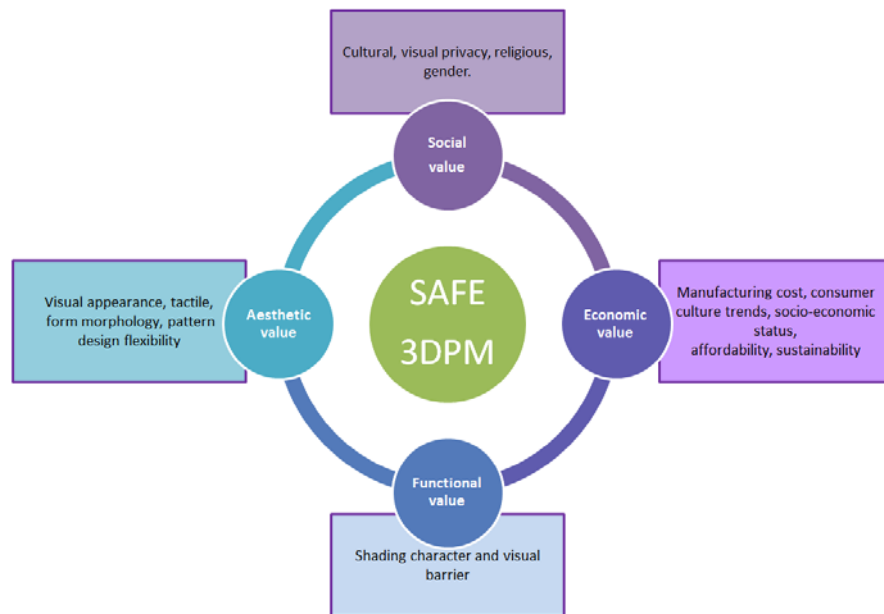 Cultural, visual privacy, religious,
gender.
Social
value
Visual appearance, tactile,
form morphology, pattern
design flexibility
Aesthetic
value
SAFE
3DPM
Economic
value
Manufacturing cost, consumer
culture trends, socio-economic
status,
affordability, sustainability
Functional
value
Shading character and visual
barrier